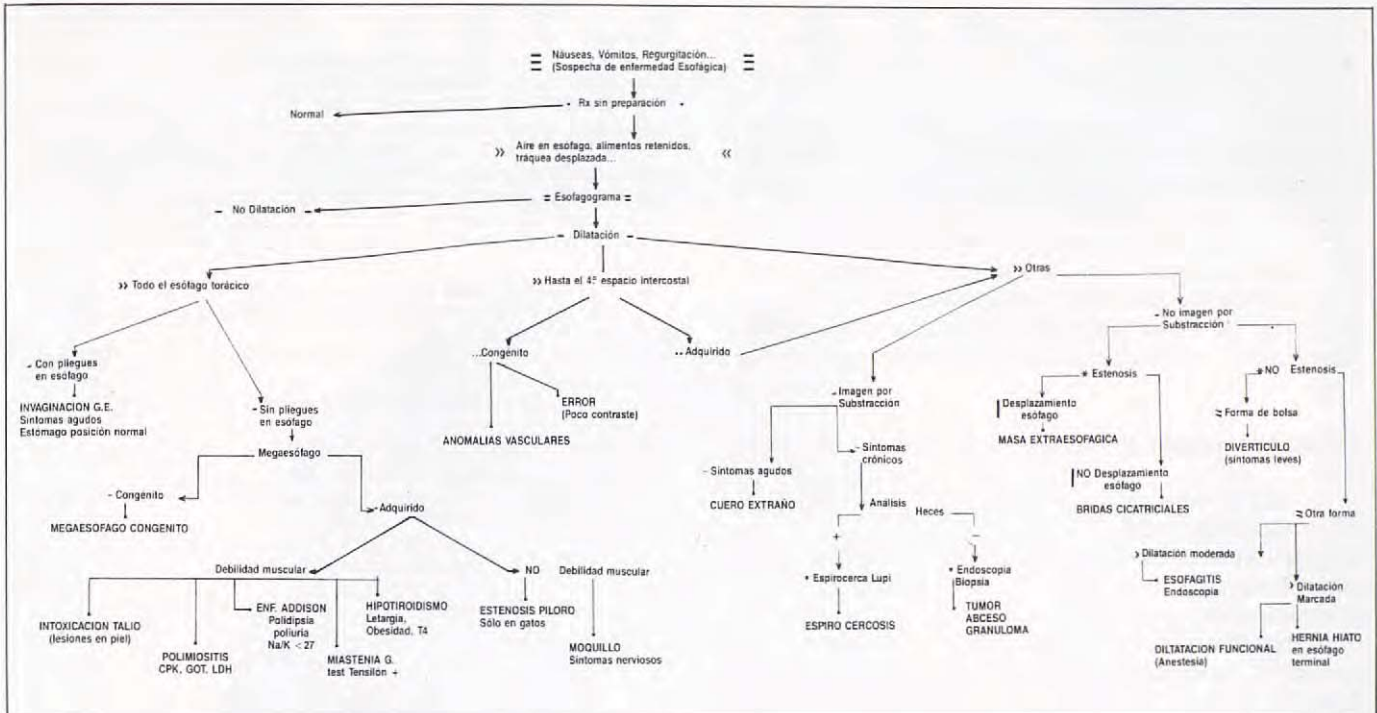 Náuseas, Vómitos, Regurgitación...
(Sospecha de enfermedad Esofágica)
- Rx sin preparación -
Normal
» Aire en esófago, alimentos retenidos, «
tráquea desplazada...
= Esofagograma =
- No Dilatación -
- Dilatación -
» Todo el esófago torácico
» Hasta el 4.º espacio intercostal
» Otras
- No imagen por
Substracción
- Con pliegues
en esófago
INVAGINACION G.E.
Síntomas agudos
Estómago posición normal
- Sin pliegues
en esofago
Megaesófago
- Congénito
MEGAESOFAGO CONGENITO
- Adquirido
...Congénito
ERROR
(Poco contraste)
ANOMALIAS VASCULARES
.. Adquirido
- Imagen por
Substracción
- Síntomas agudos
CUERO EXTRAÑO
- Síntomas
crónicos
Análisis
Heces
+
−
* Espirocerca Lupi
ESPIRO CERCOSIS
* Endoscopia
Biopsia
TUMOR
ABCESO
GRANULOMA
* Estenosis
Desplazamiento
esófago
MASA EXTRAESOFAGICA
NO Desplazamiento
esófago
BRIDAS CICATRICIALES
* NO Estenosis
≥ Forma de bolsa
DIVERTICULO
(síntomas leves)
≥ Otra forma
› Dilatación moderada
ESOFAGITIS
Endoscopia
› Dilatación
Marcada
DILTATACION FUNCIONAL
(Anestesia)
HERNIA HIATO
en esófago
terminal
Debilidad muscular
INTOXICACION TALIO
(lesiones en piel)
POLIMIOSITIS
CPK, GOT, LDH
ENF. ADDISON
Polidipsia
poliuria
Na/K < 27
MIASTENIA G.
test Tensilón +
HIPOTIROIDISMO
Letargia,
Obesidad, T4
NO Debilidad muscular
ESTENOSIS PILORO
Sólo en gatos
MOQUILLO
Síntomas nerviosos